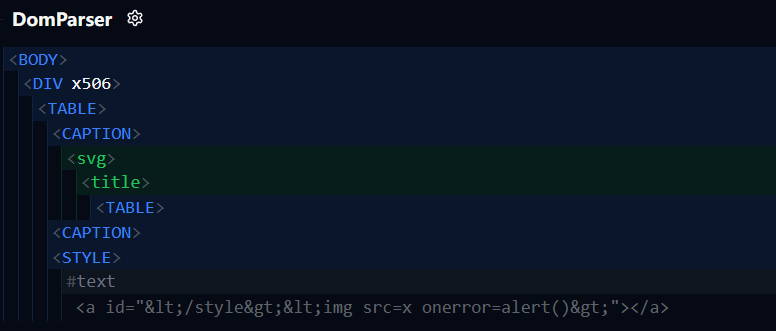 DomParser
<BODY>
<DIV x506>
<TABLE>
<CAPTION>
<svg>
<title>
<TABLE>
<CAPTION>
<STYLE>
#text
<a id="&lt;/style&gt;&lt;img src=x onerror=alert()&gt;"></a>